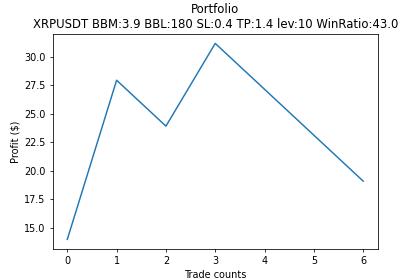 Portfolio
XRPUSDT BBM:3.9 BBL:180 SL:0.4 TP:1.4 lev:10 WinRatio:43.0
30.0
27.5
25.0
22.5
20.0
17.5
15.0
Profit ($)
0 1 2 3 4 5 6
Trade counts